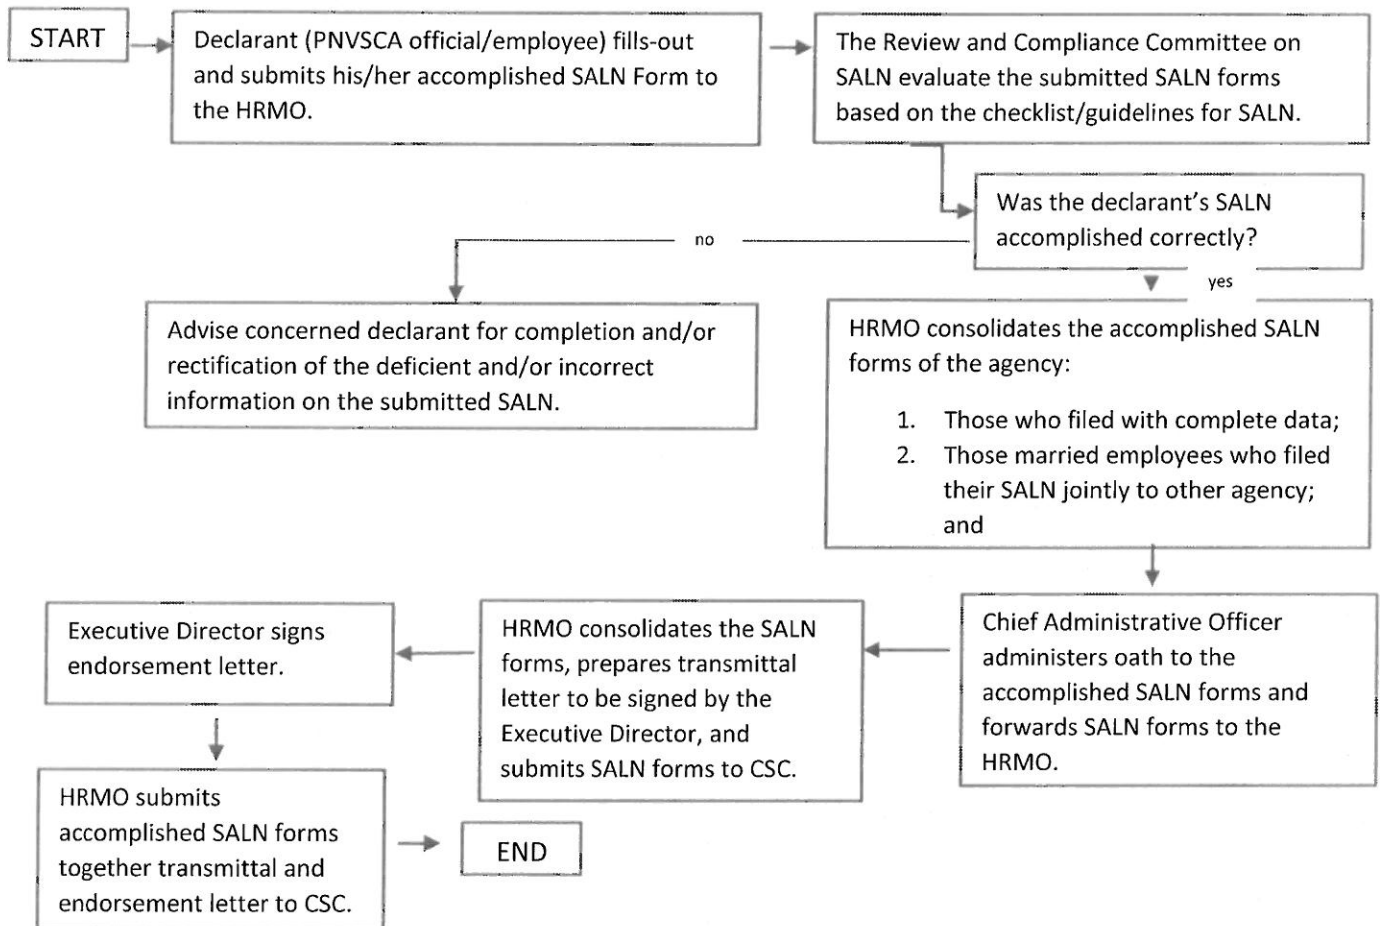 START
Declarant (PNVSCA official/employee) fills-out
and submits his/her accomplished SALN Form to
the HRMO.
The Review and Compliance Committee on
SALN evaluate the submitted SALN forms
based on the checklist/guidelines for SALN.
Was the declarant's SALN
accomplished correctly?
no
yes
Advise concerned declarant for completion and/or
rectification of the deficient and/or incorrect
information on the submitted SALN.
HRMO consolidates the accomplished SALN
forms of the agency:
1. Those who filed with complete data;
2. Those married employees who filed
their SALN jointly to other agency;
and
Chief Administrative Officer
administers oath to the
accomplished SALN forms and
forwards SALN forms to the
HRMO.
HRMO consolidates the SALN
forms, prepares transmittal
letter to be signed by the
Executive Director, and
submits SALN forms to CSC.
Executive Director signs
endorsement letter.
HRMO submits
accomplished SALN forms
together transmittal and
endorsement letter to CSC.
END